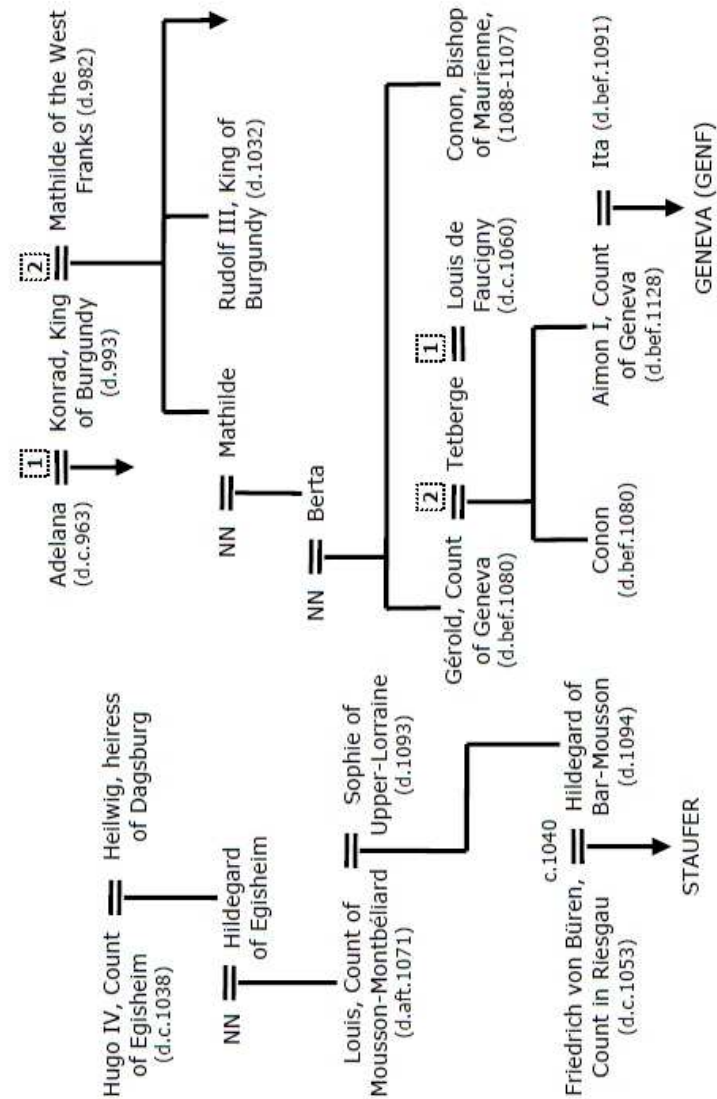 Hugo IV, Count
of Egisheim
(d.c.1038)
Heilwig, heiress
of Dagsburg
NN
Hildegard
of Egisheim
Louis, Count of
Mousson-Montbéliard
(d.aft.1071)
Sophie of
Upper-Lorraine
(d.1093)
c.1040
Friedrich von Büren,
Count in Riesgau
(d.c.1053)
Hildegard of
Bar-Mousson
(d.1094)
STAUFER
Adelana
(d.c.963)
1
Konrad, King
of Burgundy
(d.993)
2
Mathilde of the West
Franks (d.982)
NN
Mathilde
Rudolf III, King of
Burgundy (d.1032)
NN
Berta
Gérold, Count
of Geneva
(d.bef.1080)
2
Tetberge
1
Louis de
Faucigny
(d.c.1060)
Conon, Bishop
of Maurienne,
(1088-1107)
Conon
(d.bef.1080)
Aimon I, Count
of Geneva
(d.bef.1128)
Ita (d.bef.1091)
GENEVA (GENF)